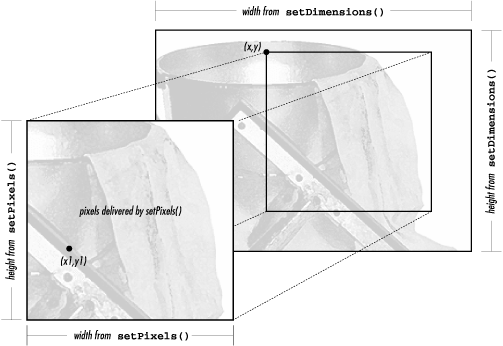 width from setDimensions()
(x,y)
height from setDimensions()
height from setPixels()
pixels delivered by setPixels()
(x1,y1)
width from setPixels()